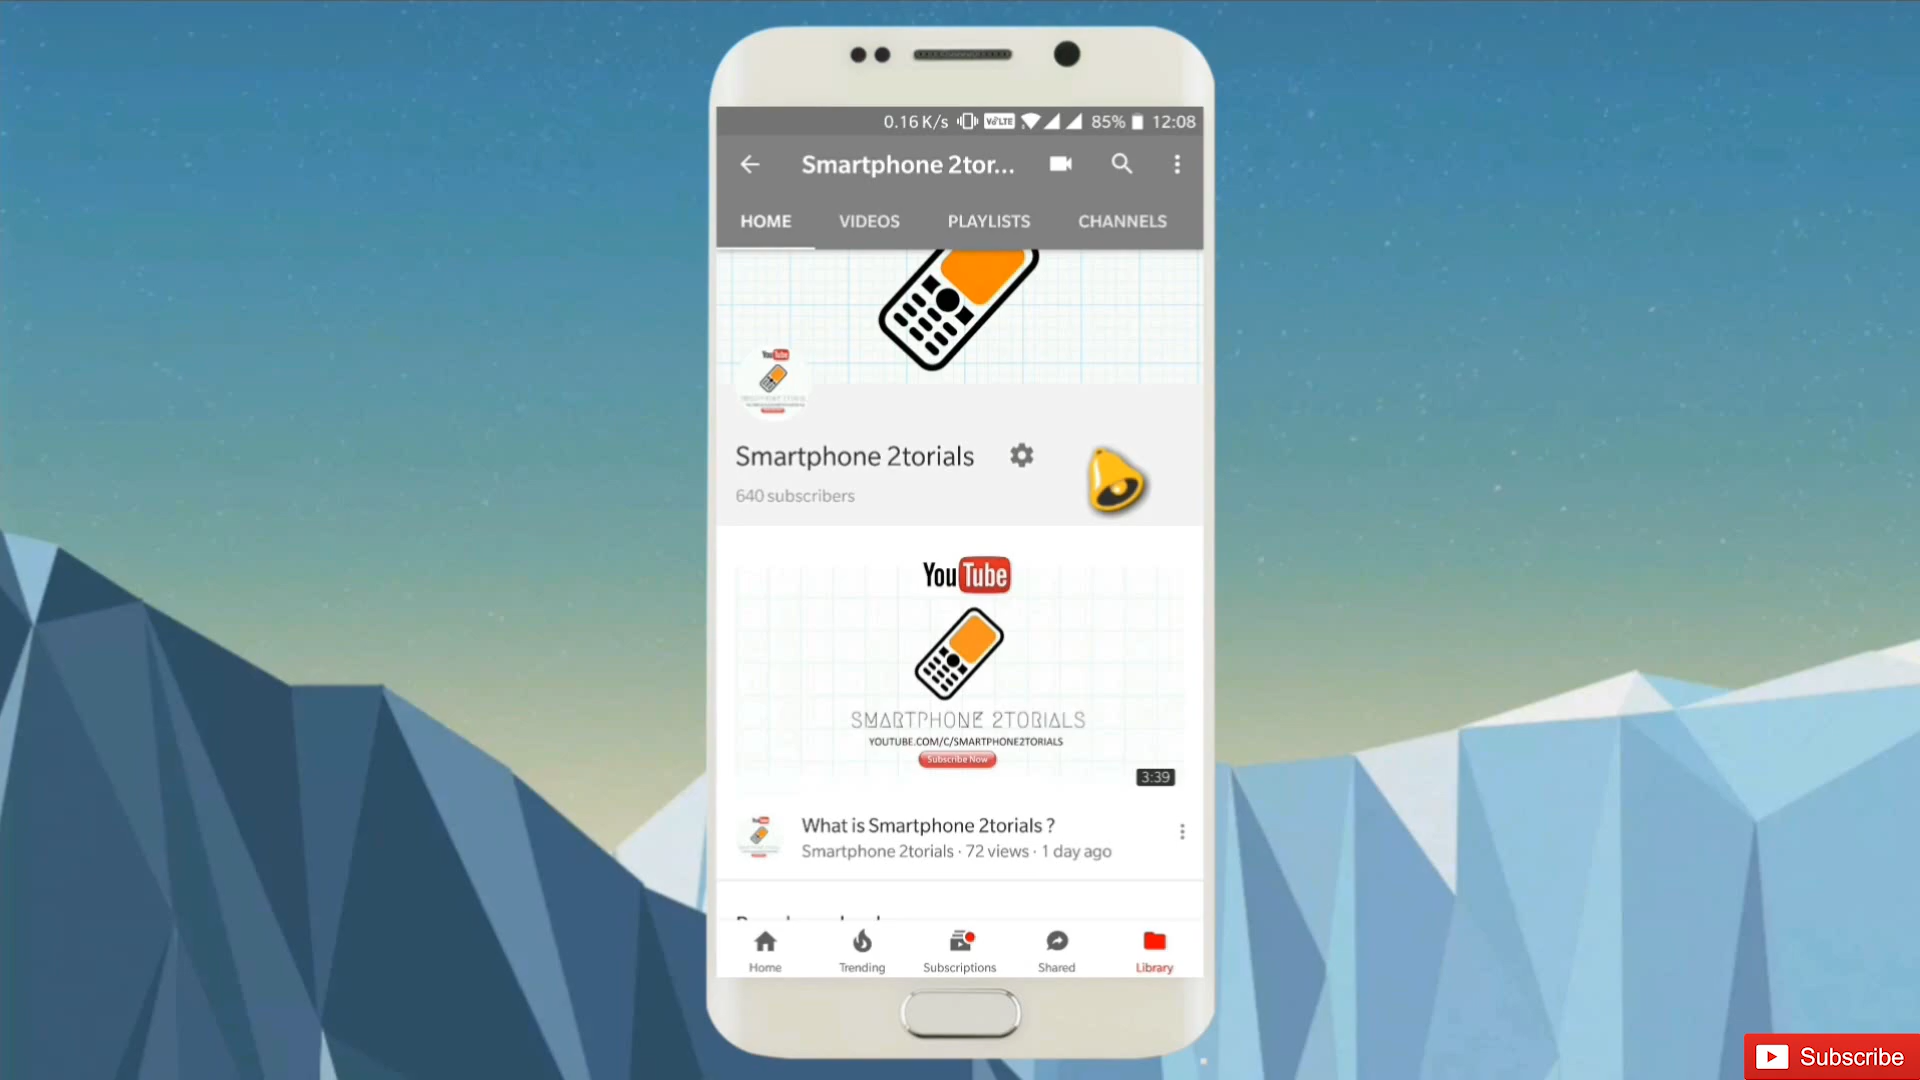 0.16 K/s VoLTE 85% 12:08
Smartphone 2tor...
HOME VIDEOS PLAYLISTS CHANNELS
YouTube
Smartphone 2torials
640 subscribers
YouTube
SMARTPHONE 2TORIALS
YOUTUBE.COM/C/SMARTPHONE2TORIALS
Subscribe Now
3:39
What is Smartphone 2torials ?
Smartphone 2torials · 72 views · 1 day ago
Home Trending Subscriptions Shared Library
Subscribe